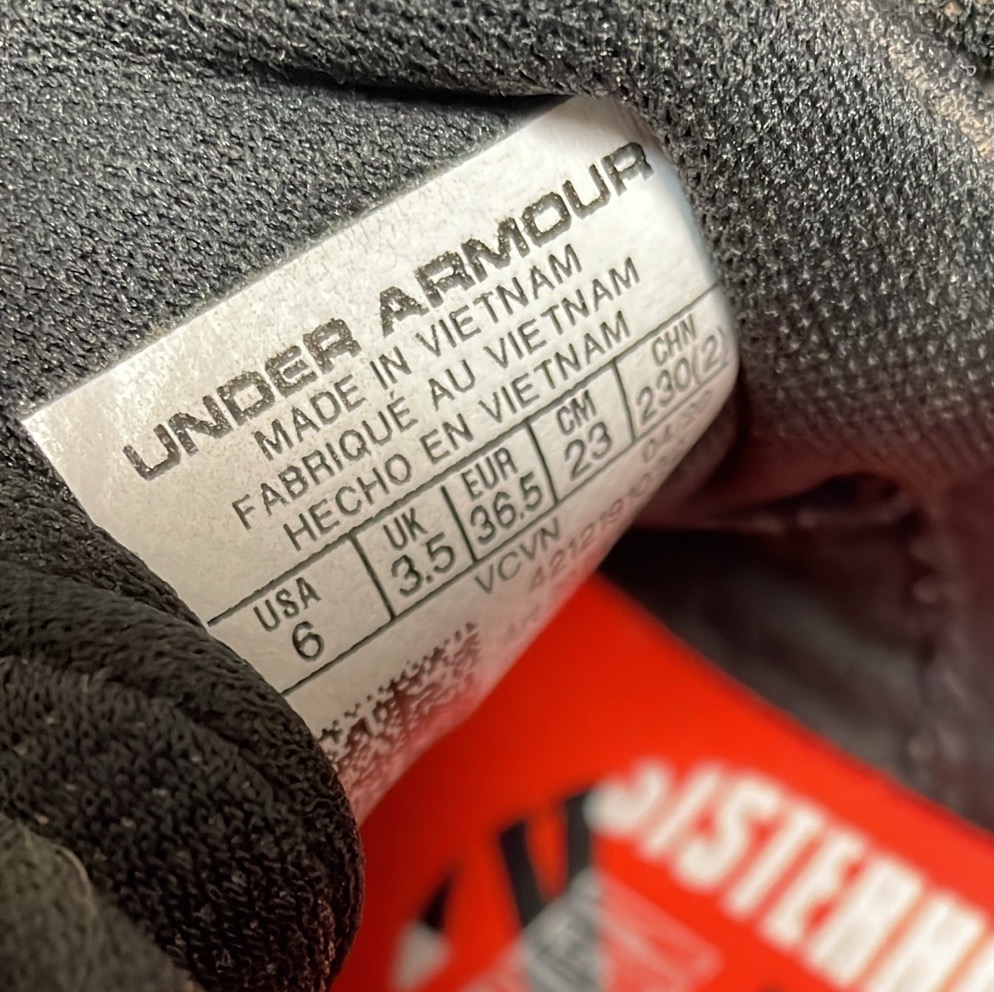 UNDER ARMOUR
MADE IN VIETNAM
FABRIQUÉ AU VIETNAM
HECHO EN VIETNAM
USA UK EUR CM CHN
6 3.5 36.5 23 230(2)
VCVN